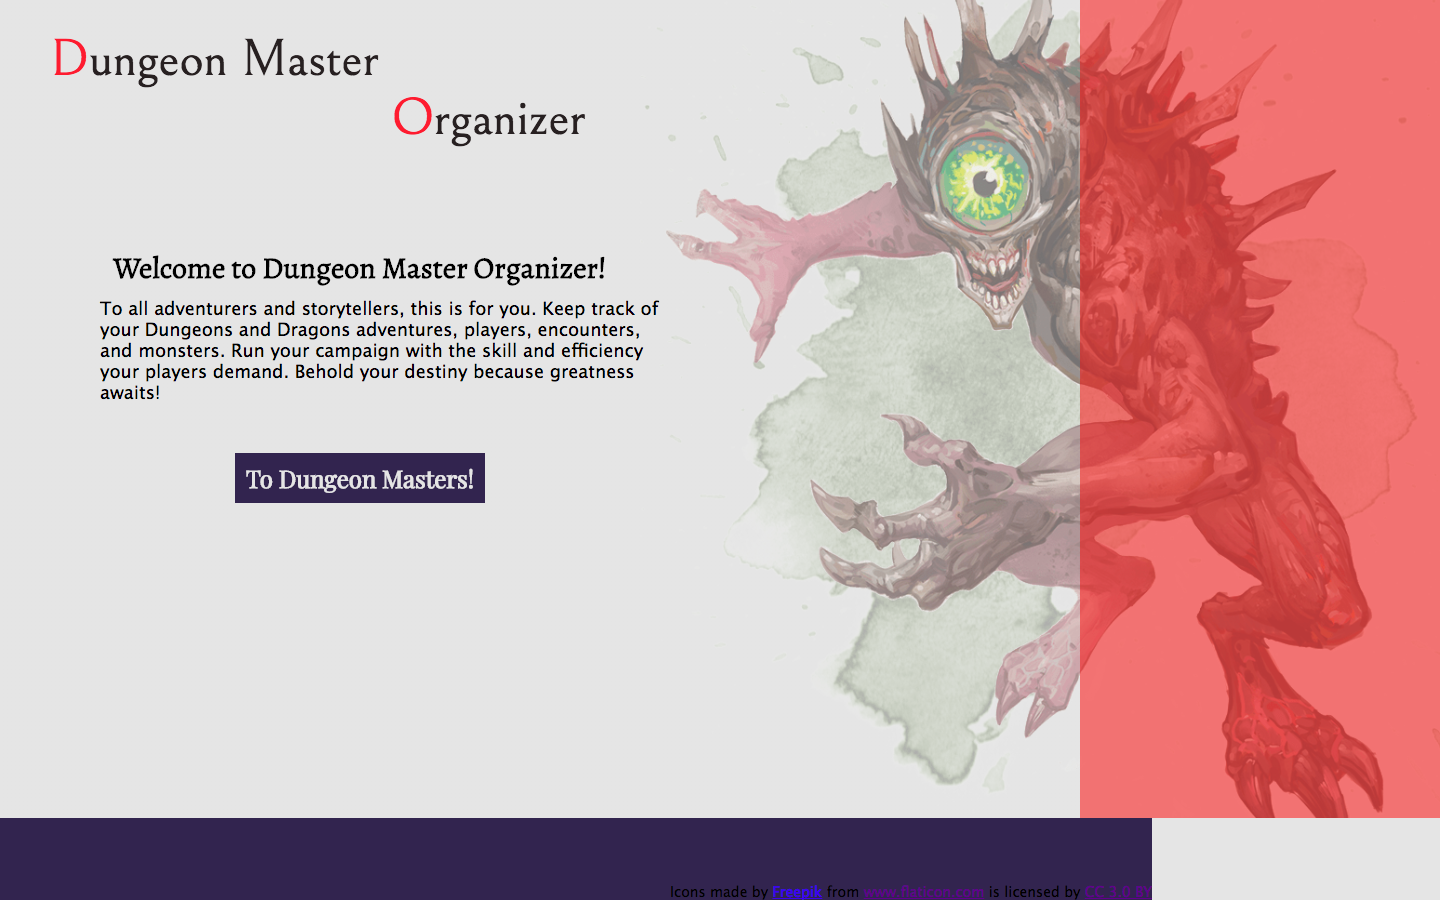 Dungeon Master
Organizer
Welcome to Dungeon Master Organizer!
To all adventurers and storytellers, this is for you. Keep track of
your Dungeons and Dragons adventures, players, encounters,
and monsters. Run your campaign with the skill and efficiency
your players demand. Behold your destiny because greatness
awaits!
To Dungeon Masters!
Icons made by Freepik from www.flaticon.com is licensed by CC 3.0 BY